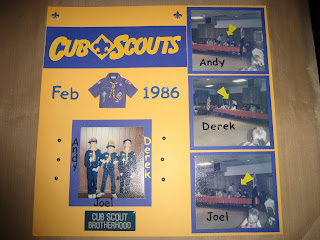 CUB SCOUTS
Feb 1986
Andy
Derek
Joel
Andy
Derek
Joel
CUB SCOUT
BROTHERHOOD